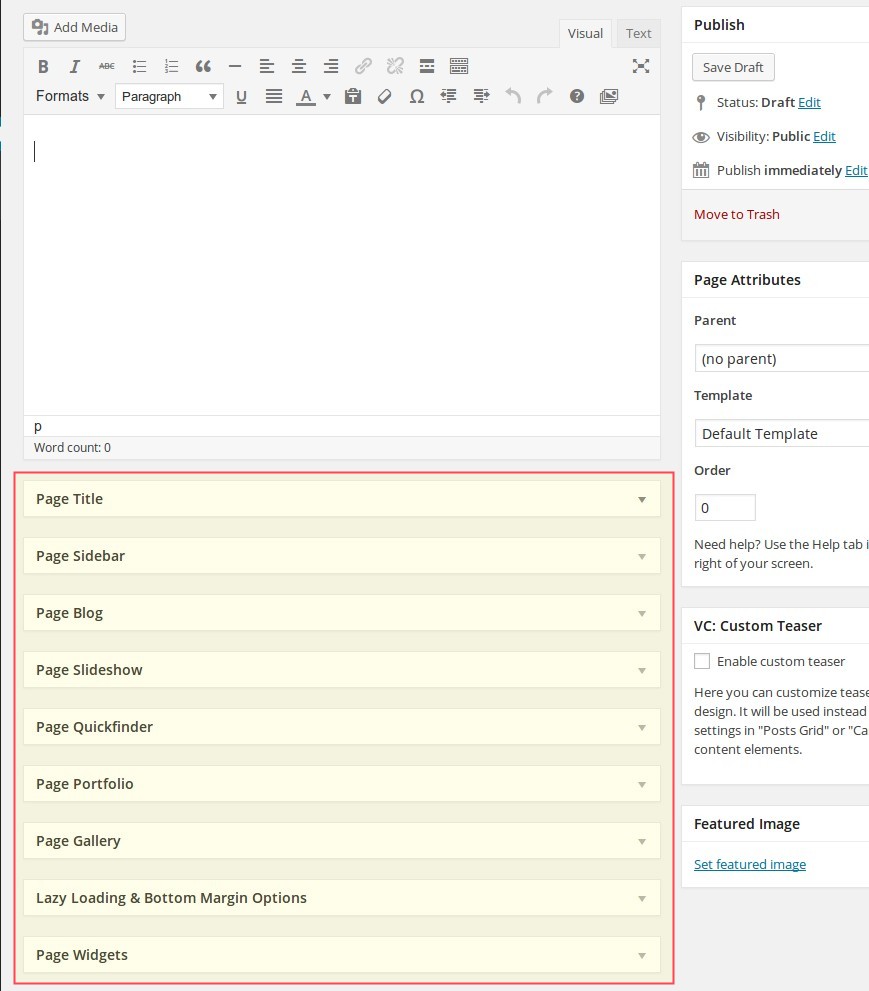 Add Media
Visual
Text
B I ABC
Formats
Paragraph
U A Ω
p
Word count: 0
Page Title
Page Sidebar
Page Blog
Page Slideshow
Page Quickfinder
Page Portfolio
Page Gallery
Lazy Loading & Bottom Margin Options
Page Widgets
Publish
Save Draft
Status: Draft Edit
Visibility: Public Edit
Publish immediately Edit
Move to Trash
Page Attributes
Parent
(no parent)
Template
Default Template
Order
0
Need help? Use the Help tab i
right of your screen.
VC: Custom Teaser
Enable custom teaser
Here you can customize tease
design. It will be used instead
settings in "Posts Grid" or "Ca
content elements.
Featured Image
Set featured image